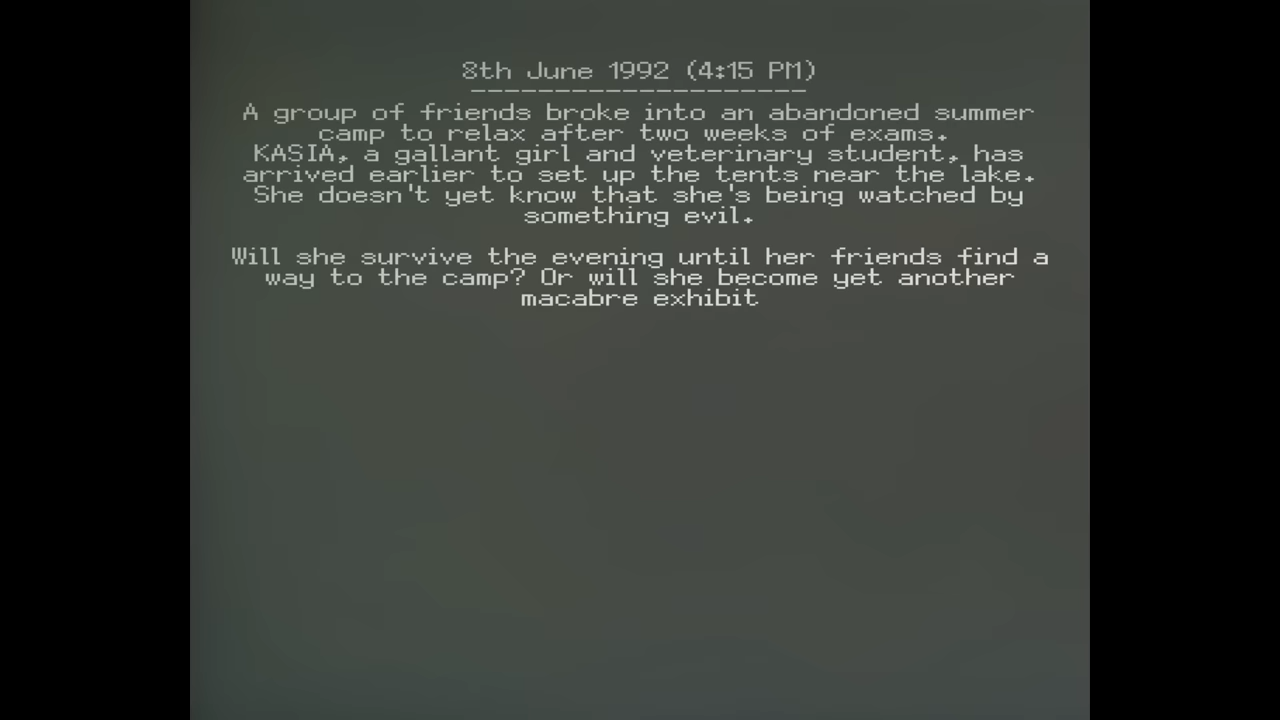 8th June 1992 (4:15 PM)
--------------------
A group of friends broke into an abandoned summer
camp to relax after two weeks of exams.
KASIA, a gallant girl and veterinary student, has
arrived earlier to set up the tents near the lake.
She doesn't yet know that she's being watched by
something evil.
Will she survive the evening until her friends find a
way to the camp? Or will she become yet another
macabre exhibit